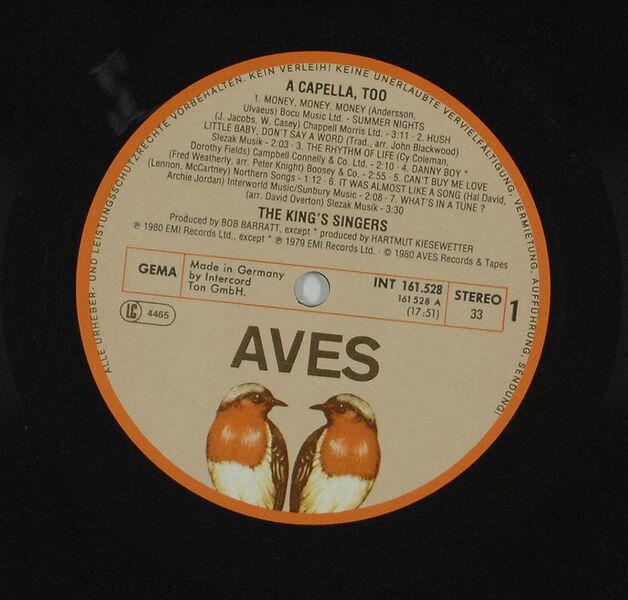 ALLE URHEBER- UND LEISTUNGSSCHUTZRECHTE VORBEHALTEN. KEIN VERLEIH! KEINE UNERLAUBTE VERVIELFÄLTIGUNG, VERMIETUNG, AUFFÜHRUNG, SENDUNG!
A CAPELLA, TOO
1. MONEY, MONEY, MONEY (Andersson,
Ulvaeus) Bocu Music Ltd. - SUMMER NIGHTS
(J. Jacobs, W. Casey) Chappell Morris Ltd. - 3:11 · 2. HUSH
LITTLE BABY, DON'T SAY A WORD (Trad., arr. John Blackwood)
Slezak Musik - 2:03 · 3. THE RHYTHM OF LIFE (Cy Coleman,
Dorothy Fields) Campbell Connelly & Co. Ltd. - 2:10 · 4. DANNY BOY *
(Fred Weatherly, arr. Peter Knight) Boosey & Co. - 2:55 · 5. CAN'T BUY ME LOVE
(Lennon, McCartney) Northern Songs - 1:12 · 6. IT WAS ALMOST LIKE A SONG (Hal David,
Archie Jordan) Interworld Music/Sunbury Music - 2:08 · 7. WHAT'S IN A TUNE ?
(arr. David Overton) Slezak Musik - 3:30
THE KING'S SINGERS
Produced by BOB BARRATT, except * produced by HARTMUT KIESEWETTER
℗ 1980 EMI Records Ltd., except * ℗ 1979 EMI Records Ltd. · © 1980 AVES Records & Tapes
GEMA
Made in Germany
by Intercord
Ton GmbH.
INT 161.528
161 528 A
(17:51)
STEREO
33
1
LC 4465
AVES